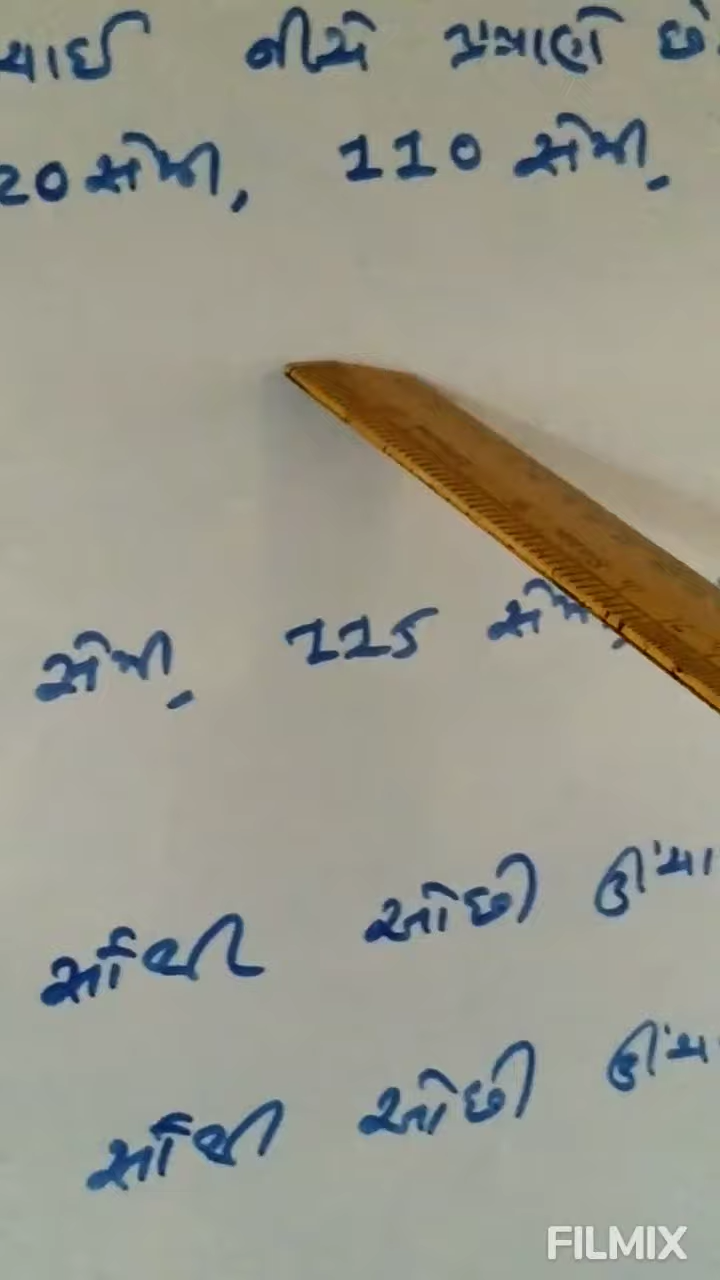 ચાઈ નીચે પ્રમાણે છે.
20 સેમી, 110 સેમી.
સેમી. 115 સેમી.
સૌથી ઓછી ઊંચા
સૌથી ઓછી ઊંચા
FILMIX